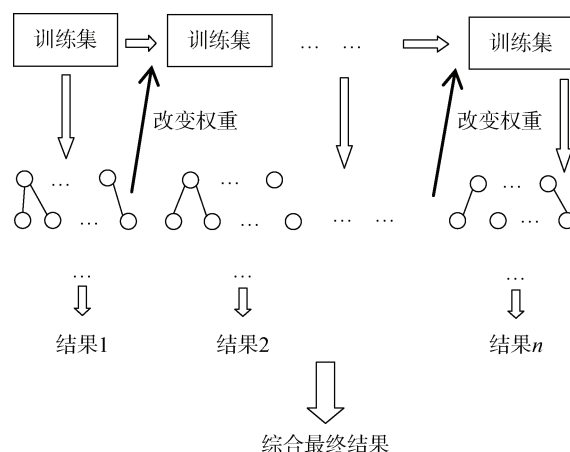 训练集 训练集 … … 训练集
改变权重 改变权重
… … …
… … … … …
… … …
结果1 结果2 结果n
综合最终结果